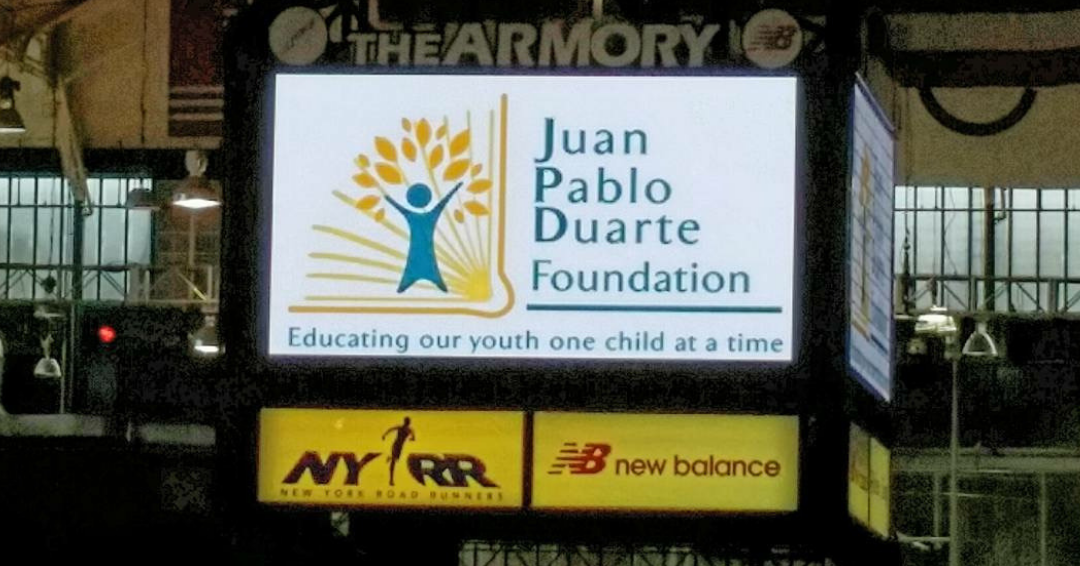 THE ARMORY
Juan
Pablo
Duarte
Foundation
Educating our youth one child at a time
NYRR
NEW YORK ROAD RUNNERS
NB new balance